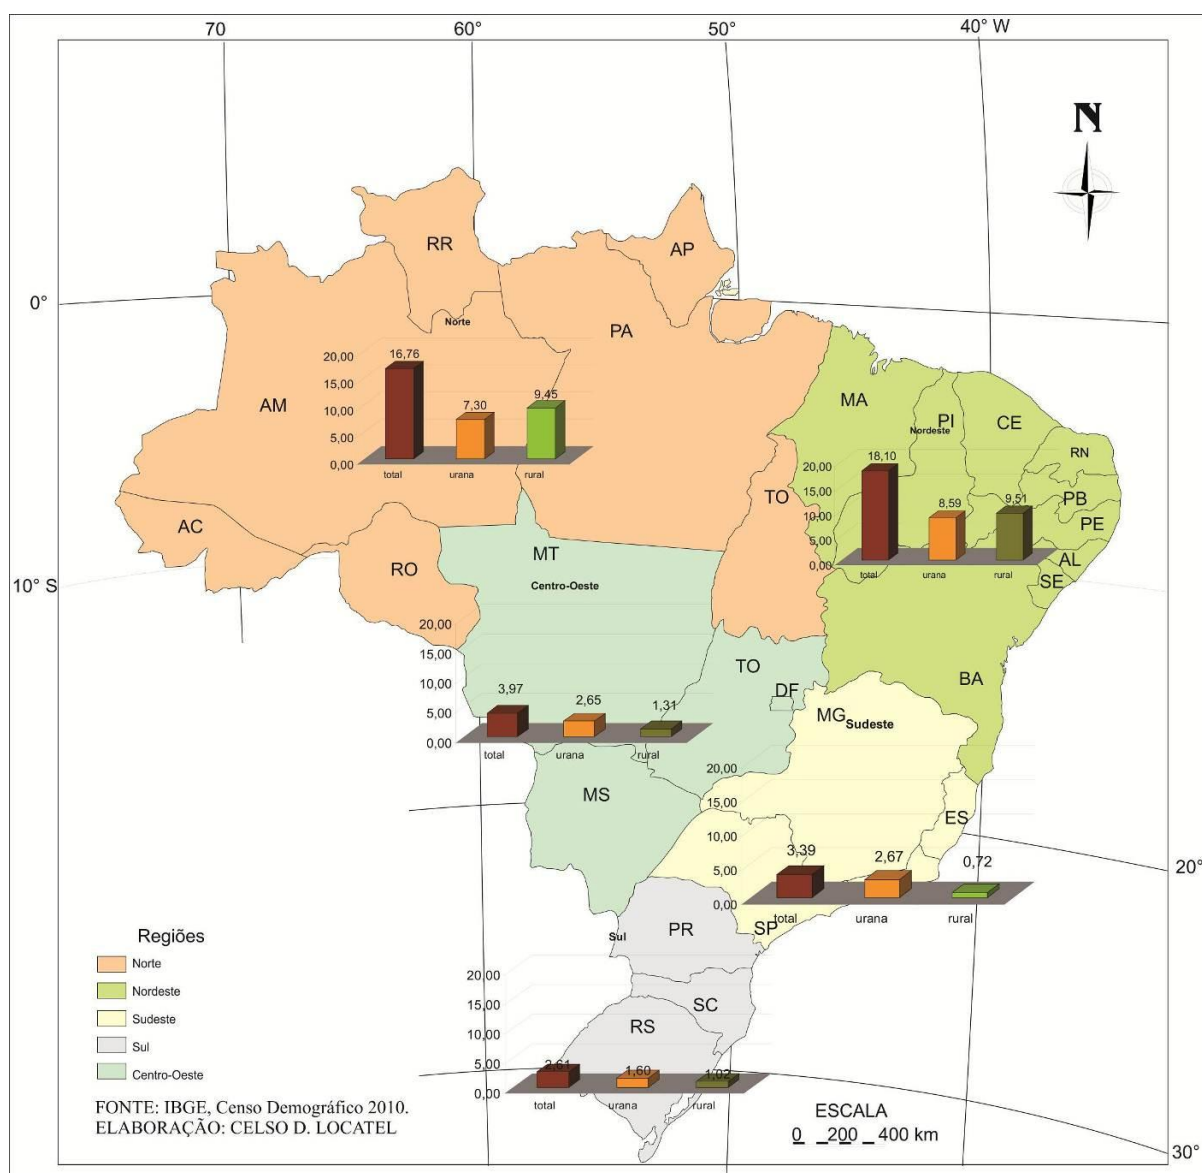 70 60° 50° 40° W
N
RR
AP
0°
Norte
PA
20,00
15,00
10,00
5,00
0,00
16,76
7,30
9,45
total urana rural
AM
MA
PI
CE
Nordeste
RN
PB
PE
AL
SE
20,00
15,00
10,00
5,00
0,00
18,10
8,59
9,51
total urana rural
TO
AC
RO
10° S
MT
Centro-Oeste
20,00
15,00
10,00
5,00
0,00
3,97
2,65
1,31
total urana rural
TO
DF
BA
MG
Sudeste
MS
ES
20,00
15,00
10,00
5,00
0,00
3,39
2,67
0,72
total urana rural
20°
SP
PR
Sul
SC
RS
20,00
15,00
10,00
5,00
0,00
2,61
1,60
1,02
total urana rural
Regiões
Norte
Nordeste
Sudeste
Sul
Centro-Oeste
FONTE: IBGE, Censo Demográfico 2010.
ELABORAÇÃO: CELSO D. LOCATEL
ESCALA
0 200 400 km
30°